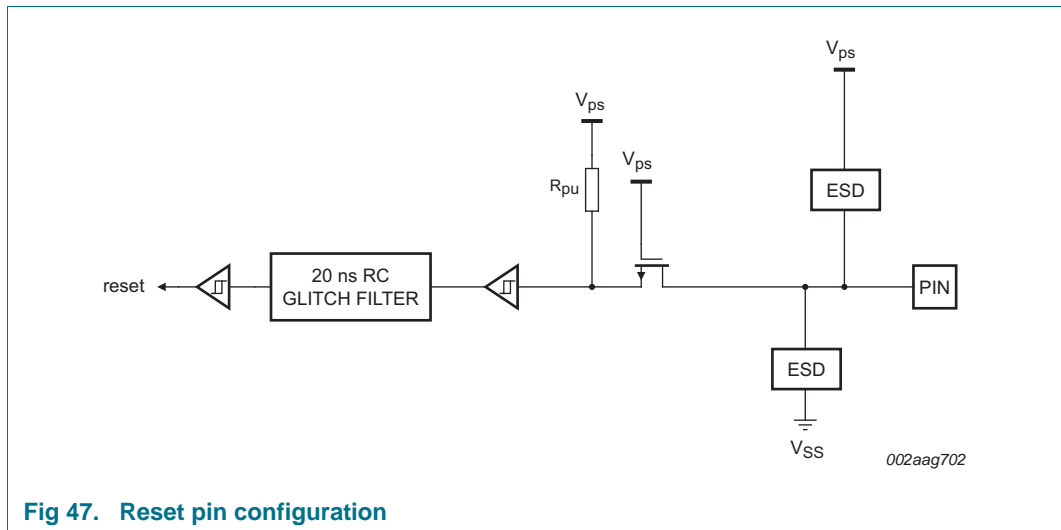 V_ps
V_ps
V_ps
R_pu
ESD
reset
20 ns RC
GLITCH FILTER
PIN
ESD
V_SS
002aag702
Fig 47. Reset pin configuration